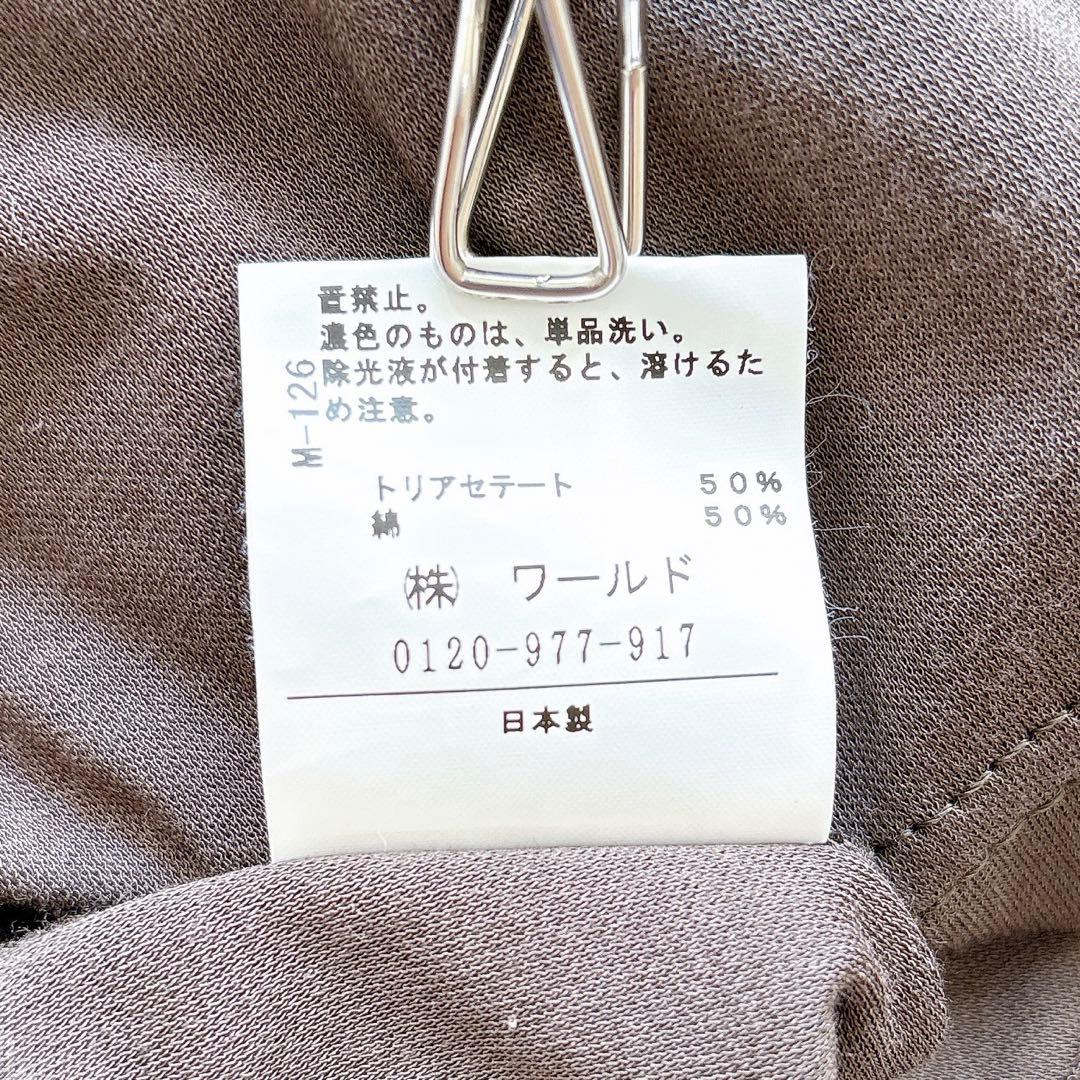 置禁止。
濃色のものは、単品洗い。
除光液が付着すると、溶けるた
め注意。
M-126
トリアセテート 50%
綿 50%
㈱ ワールド
0120-977-917
日本製